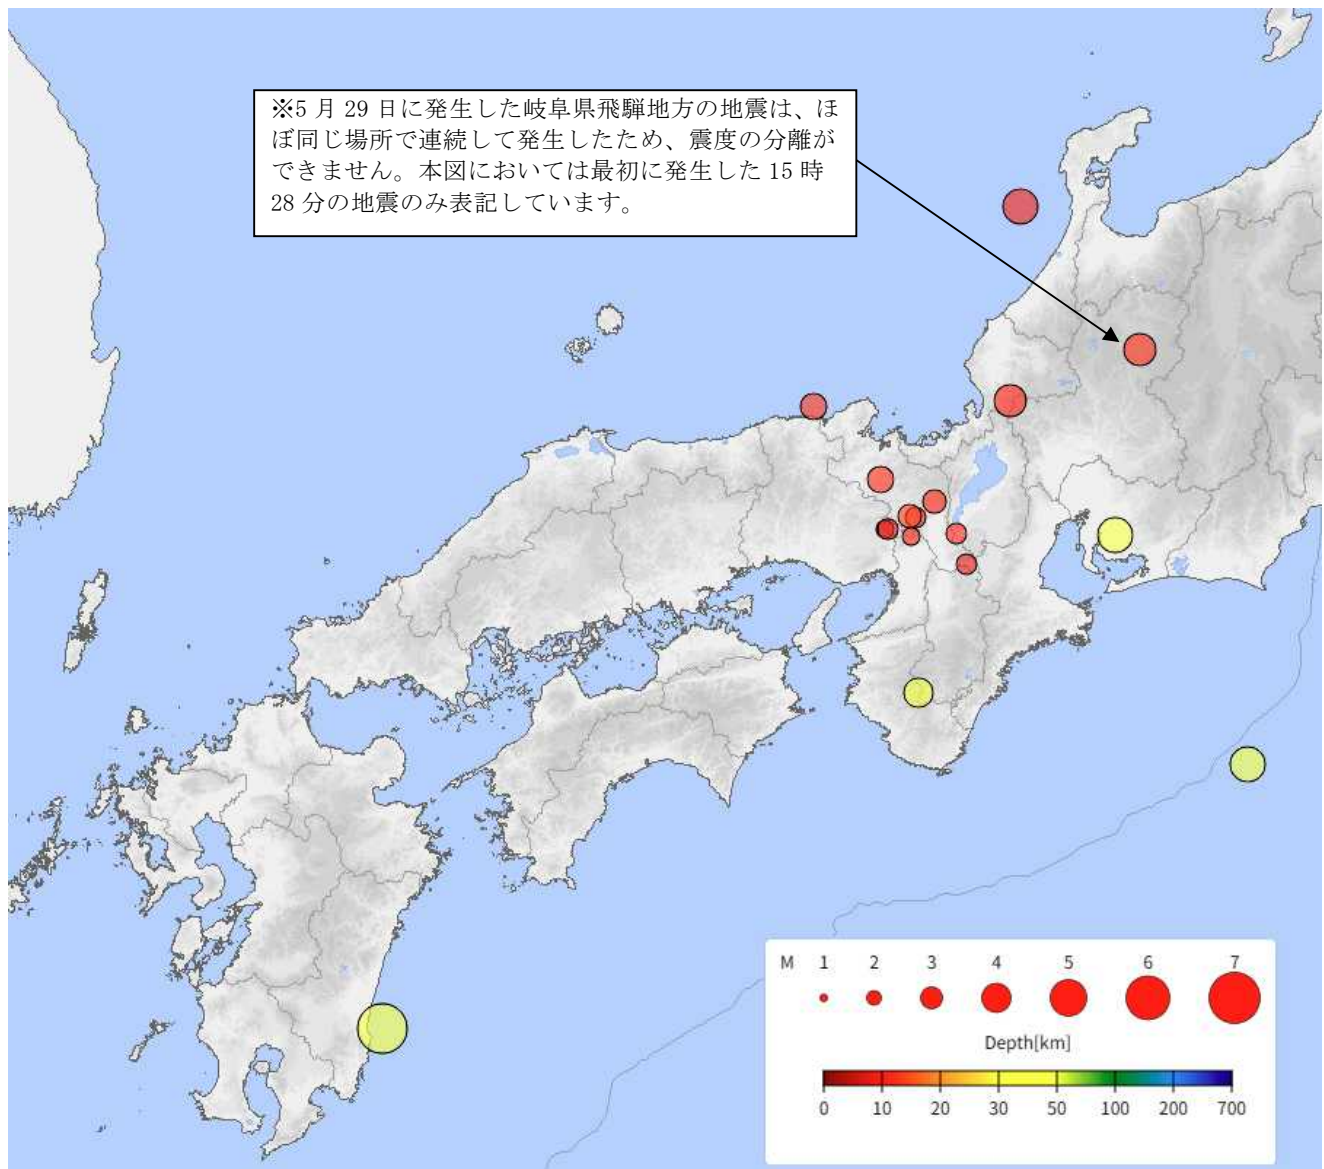 ※5 月 29 日に発生した岐阜県飛騨地方の地震は、ほ
ぼ同じ場所で連続して発生したため、震度の分離が
できません。本図においては最初に発生した 15 時
28 分の地震のみ表記しています。
M 1 2 3 4 5 6 7
Depth[km]
0 10 20 30 50 100 200 700